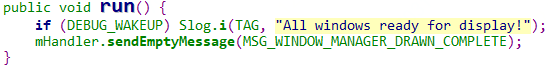 public void run() {
    if (DEBUG_WAKEUP) Slog.i(TAG, "All windows ready for display!");
    mHandler.sendEmptyMessage(MSG_WINDOW_MANAGER_DRAWN_COMPLETE);
}